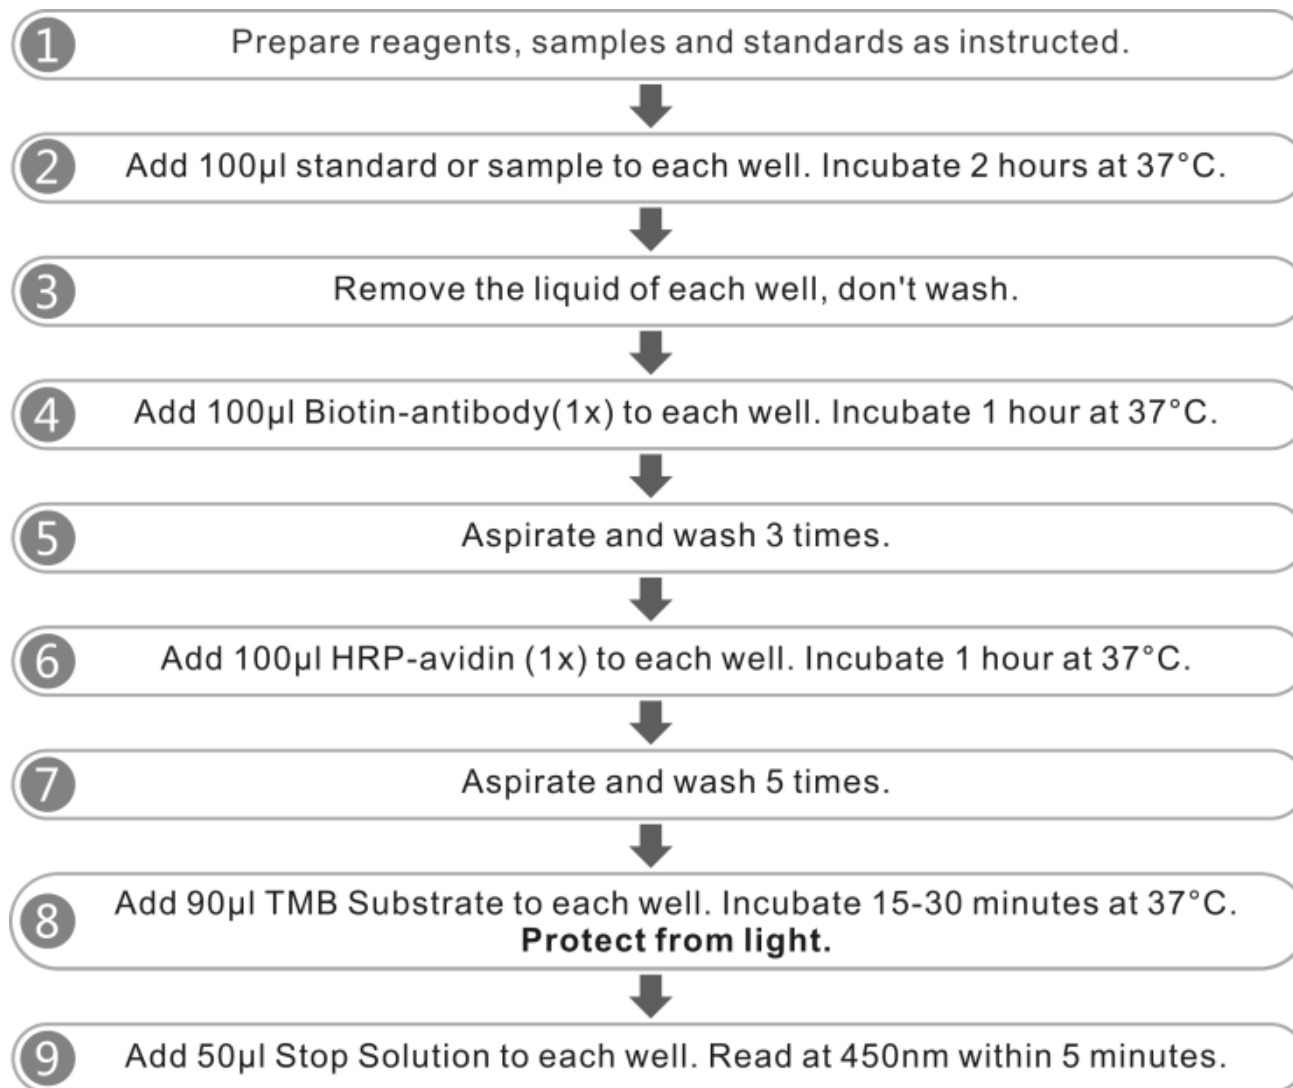 1 Prepare reagents, samples and standards as instructed.
2 Add 100µl standard or sample to each well. Incubate 2 hours at 37°C.
3 Remove the liquid of each well, don't wash.
4 Add 100µl Biotin-antibody(1x) to each well. Incubate 1 hour at 37°C.
5 Aspirate and wash 3 times.
6 Add 100µl HRP-avidin (1x) to each well. Incubate 1 hour at 37°C.
7 Aspirate and wash 5 times.
8 Add 90µl TMB Substrate to each well. Incubate 15-30 minutes at 37°C.
Protect from light.
9 Add 50µl Stop Solution to each well. Read at 450nm within 5 minutes.